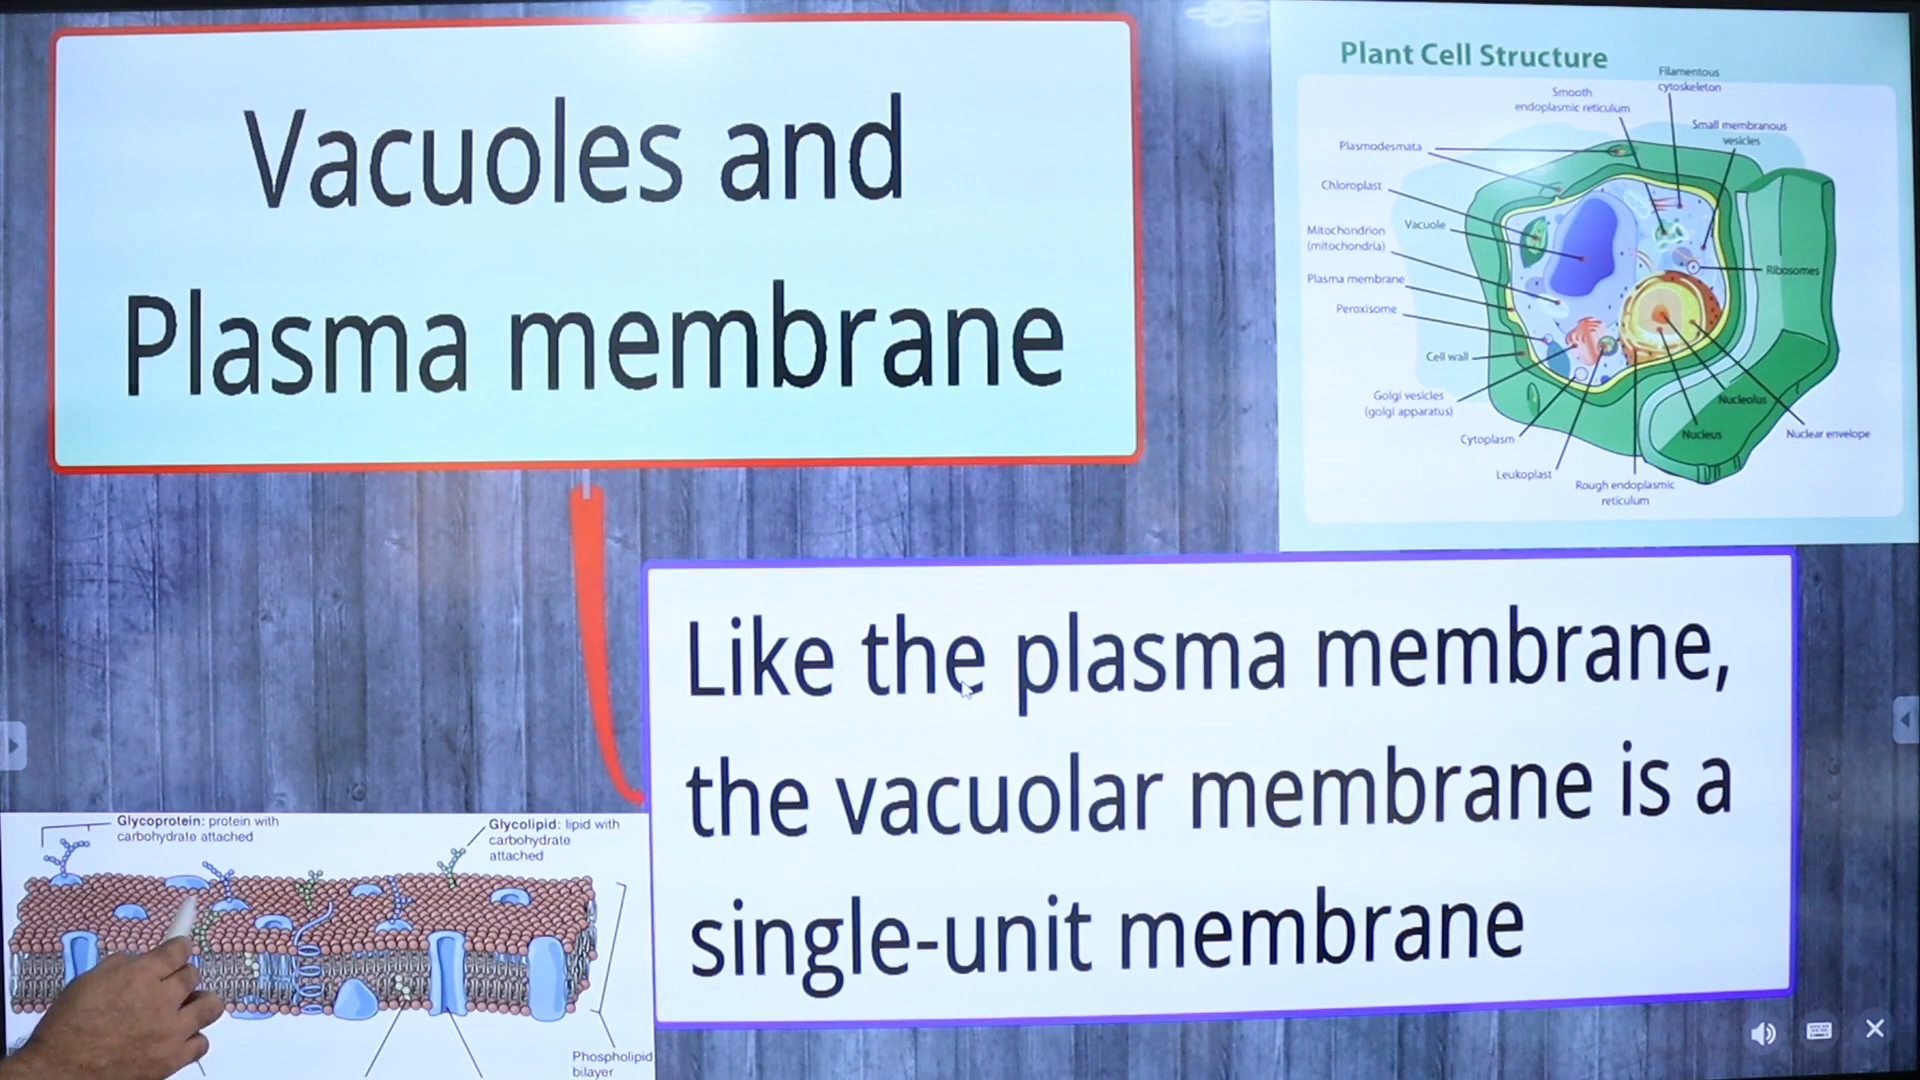 Vacuoles and
Plasma membrane
Plant Cell Structure
Filamentous
cytoskeleton
Smooth
endoplasmic reticulum
Small membranous
vesicles
Plasmodesmata
Chloroplast
Vacuole
Mitochondrion
(mitochondria)
Plasma membrane
Peroxisome
Cell wall
Golgi vesicles
(golgi apparatus)
Cytoplasm
Leukoplast
Rough endoplasmic
reticulum
Ribosomes
Nucleolus
Nucleus
Nuclear envelope
Like the plasma membrane,
the vacuolar membrane is a
single-unit membrane
Glycoprotein: protein with
carbohydrate attached
Glycolipid: lipid with
carbohydrate
attached
Phospholipid
bilayer